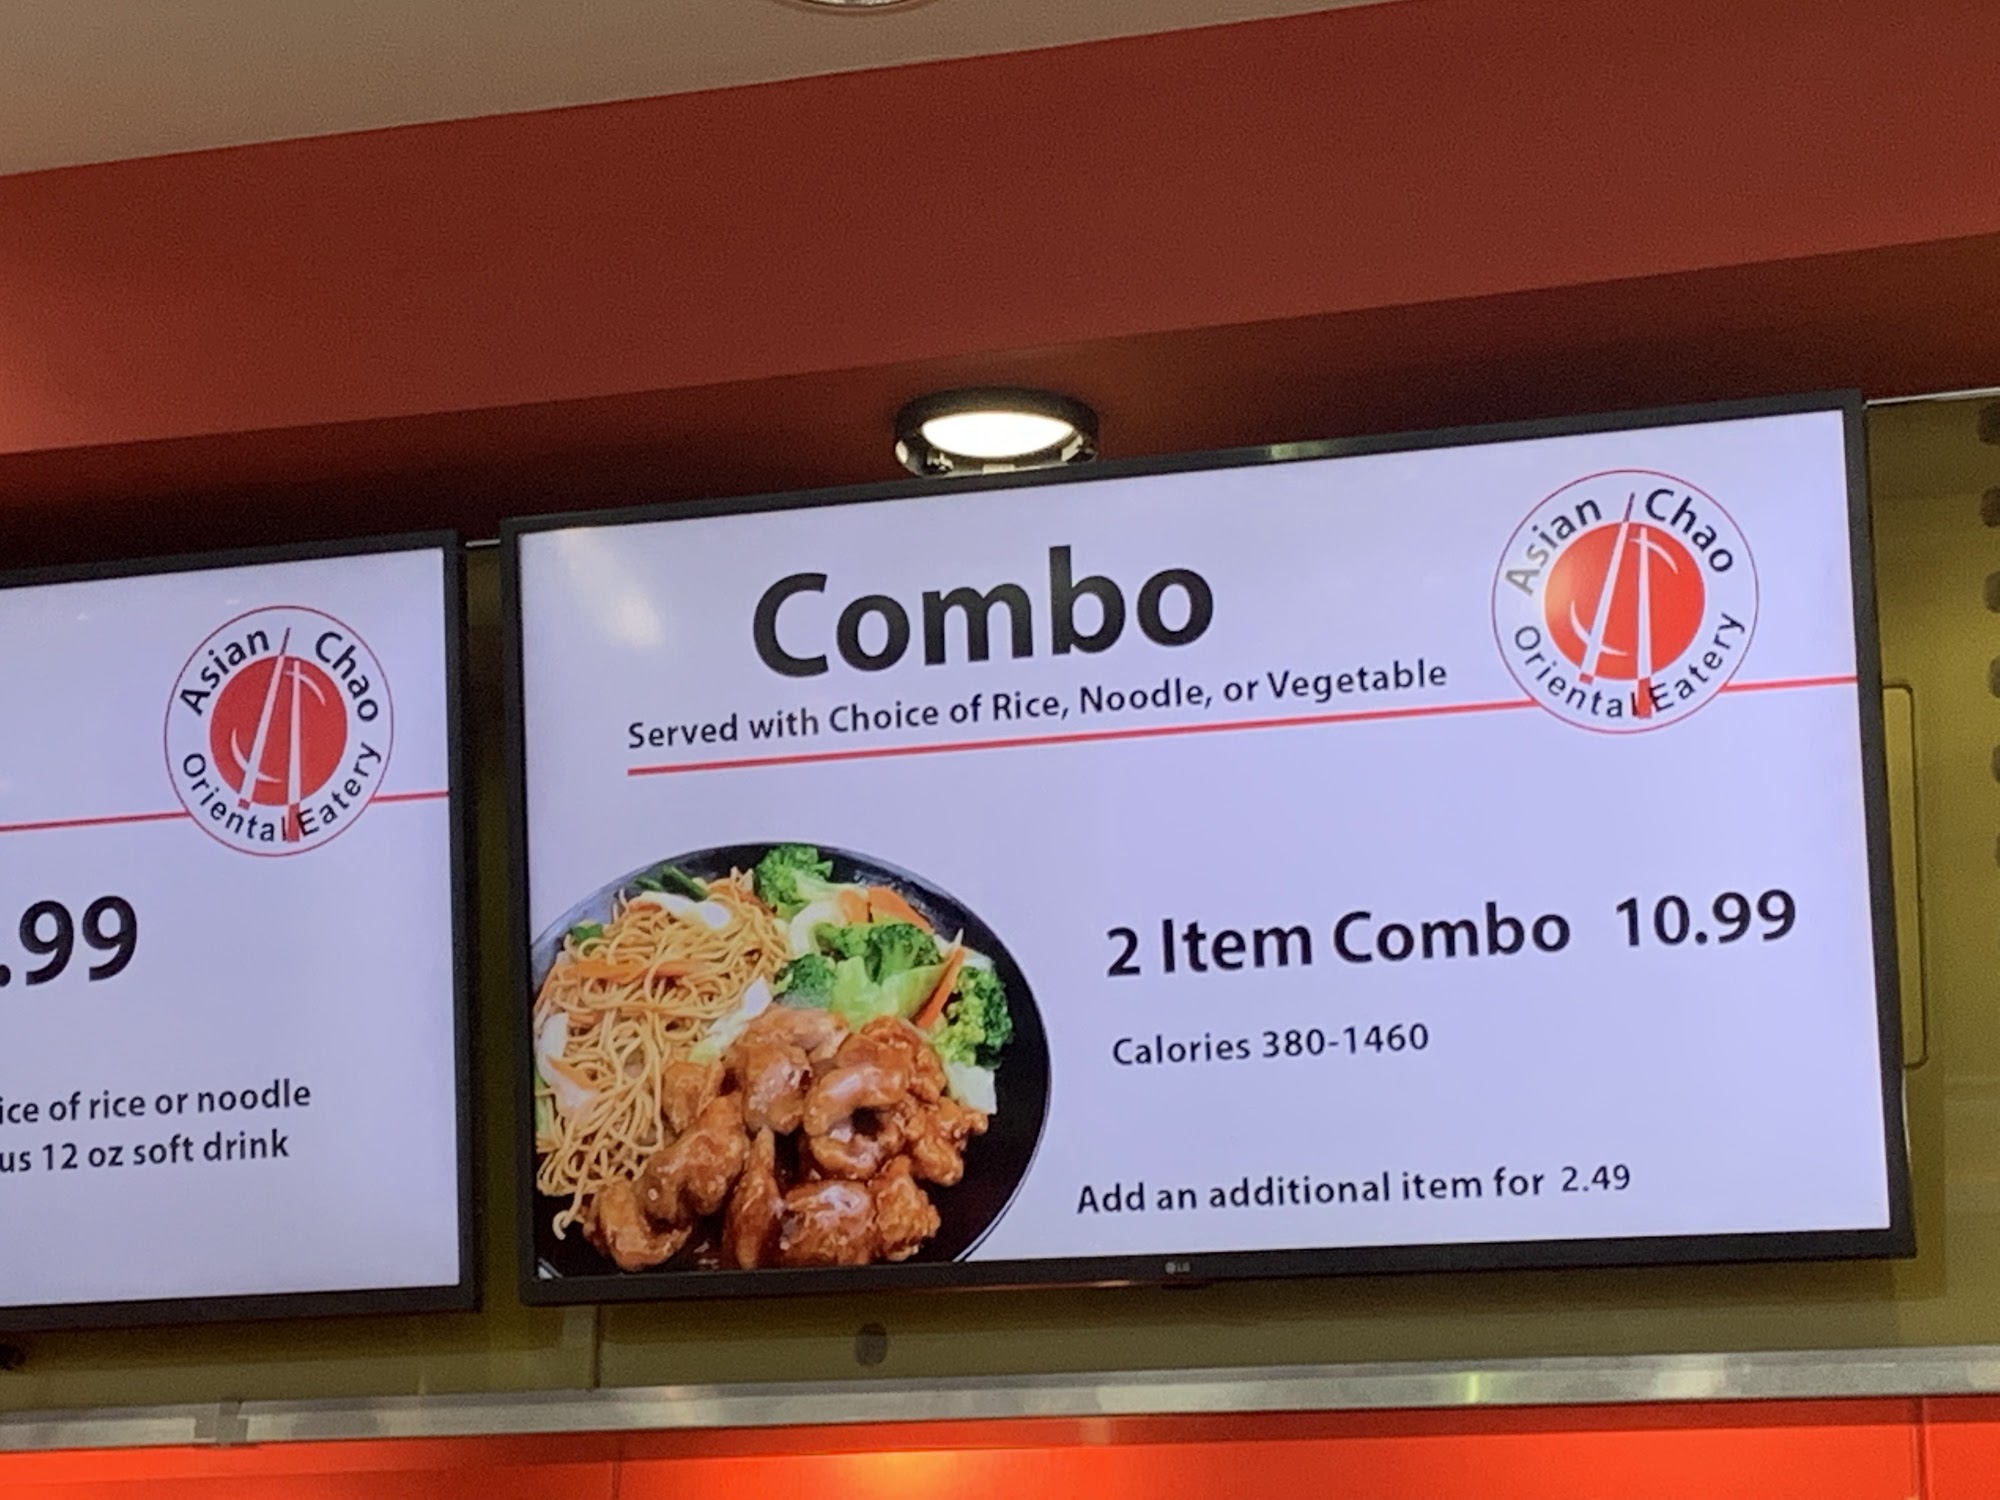 Asian Chao
Oriental Eatery
.99
of rice or noodle
12 oz soft drink
Combo
Served with Choice of Rice, Noodle, or Vegetable
Asian Chao
Oriental Eatery
2 Item Combo 10.99
Calories 380-1460
Add an additional item for 2.49
LG